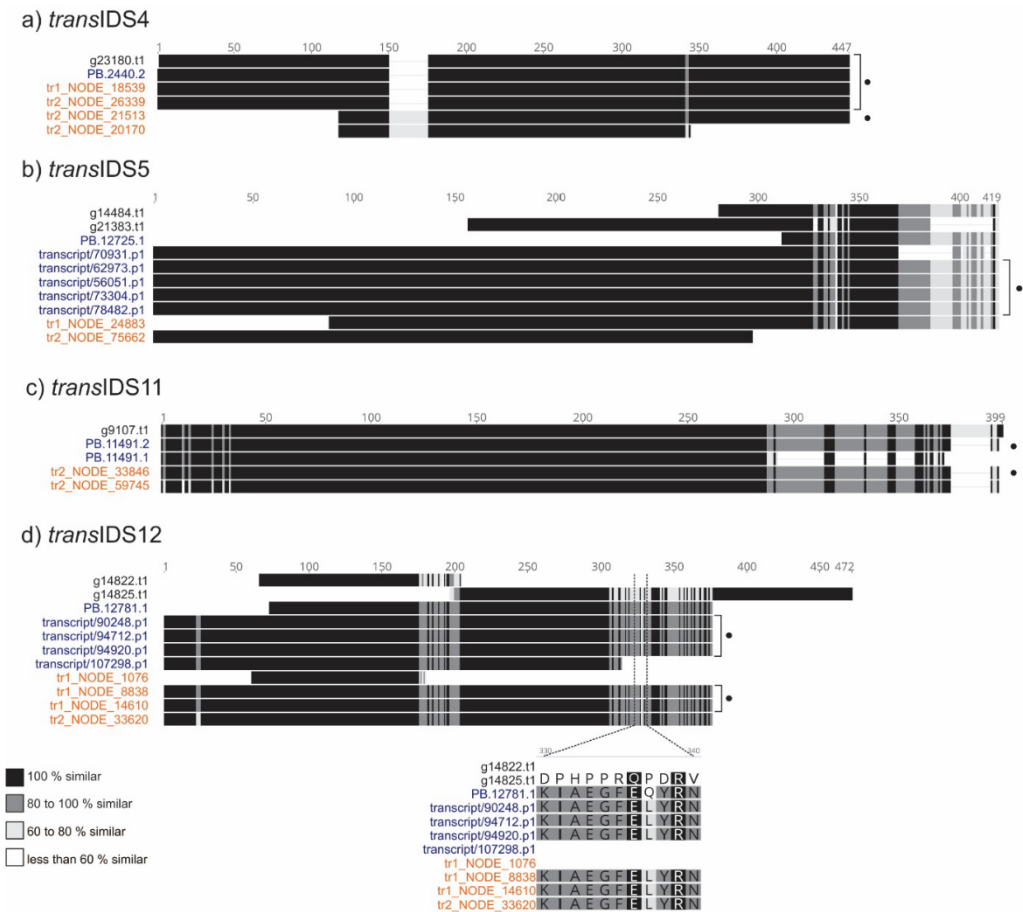 a) transIDS4
1 50 100 150 200 250 300 350 400 447
g23180.t1
PB.2440.2
tr1_NODE_18539
tr2_NODE_26339
tr2_NODE_21513
tr2_NODE_20170
b) transIDS5
1 50 100 150 200 250 300 350 400 419
g14484.t1
g21383.t1
PB.12725.1
transcript/70931.p1
transcript/62973.p1
transcript/56051.p1
transcript/73304.p1
transcript/78482.p1
tr1_NODE_24883
tr2_NODE_75662
c) transIDS11
1 50 100 150 200 250 300 350 399
g9107.t1
PB.11491.2
PB.11491.1
tr2_NODE_33846
tr2_NODE_59745
d) transIDS12
1 50 100 150 200 250 300 350 400 450 472
g14822.t1
g14825.t1
PB.12781.1
transcript/90248.p1
transcript/94712.p1
transcript/94920.p1
transcript/107298.p1
tr1_NODE_1076
tr1_NODE_8838
tr1_NODE_14610
tr2_NODE_33620
330 340
g14822.t1
g14825.t1 D P H P P R Q P D R V
PB.12781.1 K I A E G F E Q Y R N
transcript/90248.p1 K I A E G F E L Y R N
transcript/94712.p1 K I A E G F E L Y R N
transcript/94920.p1 K I A E G F E L Y R N
transcript/107298.p1
tr1_NODE_1076
tr1_NODE_8838 K I A E G F E L Y R N
tr1_NODE_14610 K I A E G F E L Y R N
tr2_NODE_33620 K I A E G F E L Y R N
100 % similar
80 to 100 % similar
60 to 80 % similar
less than 60 % similar